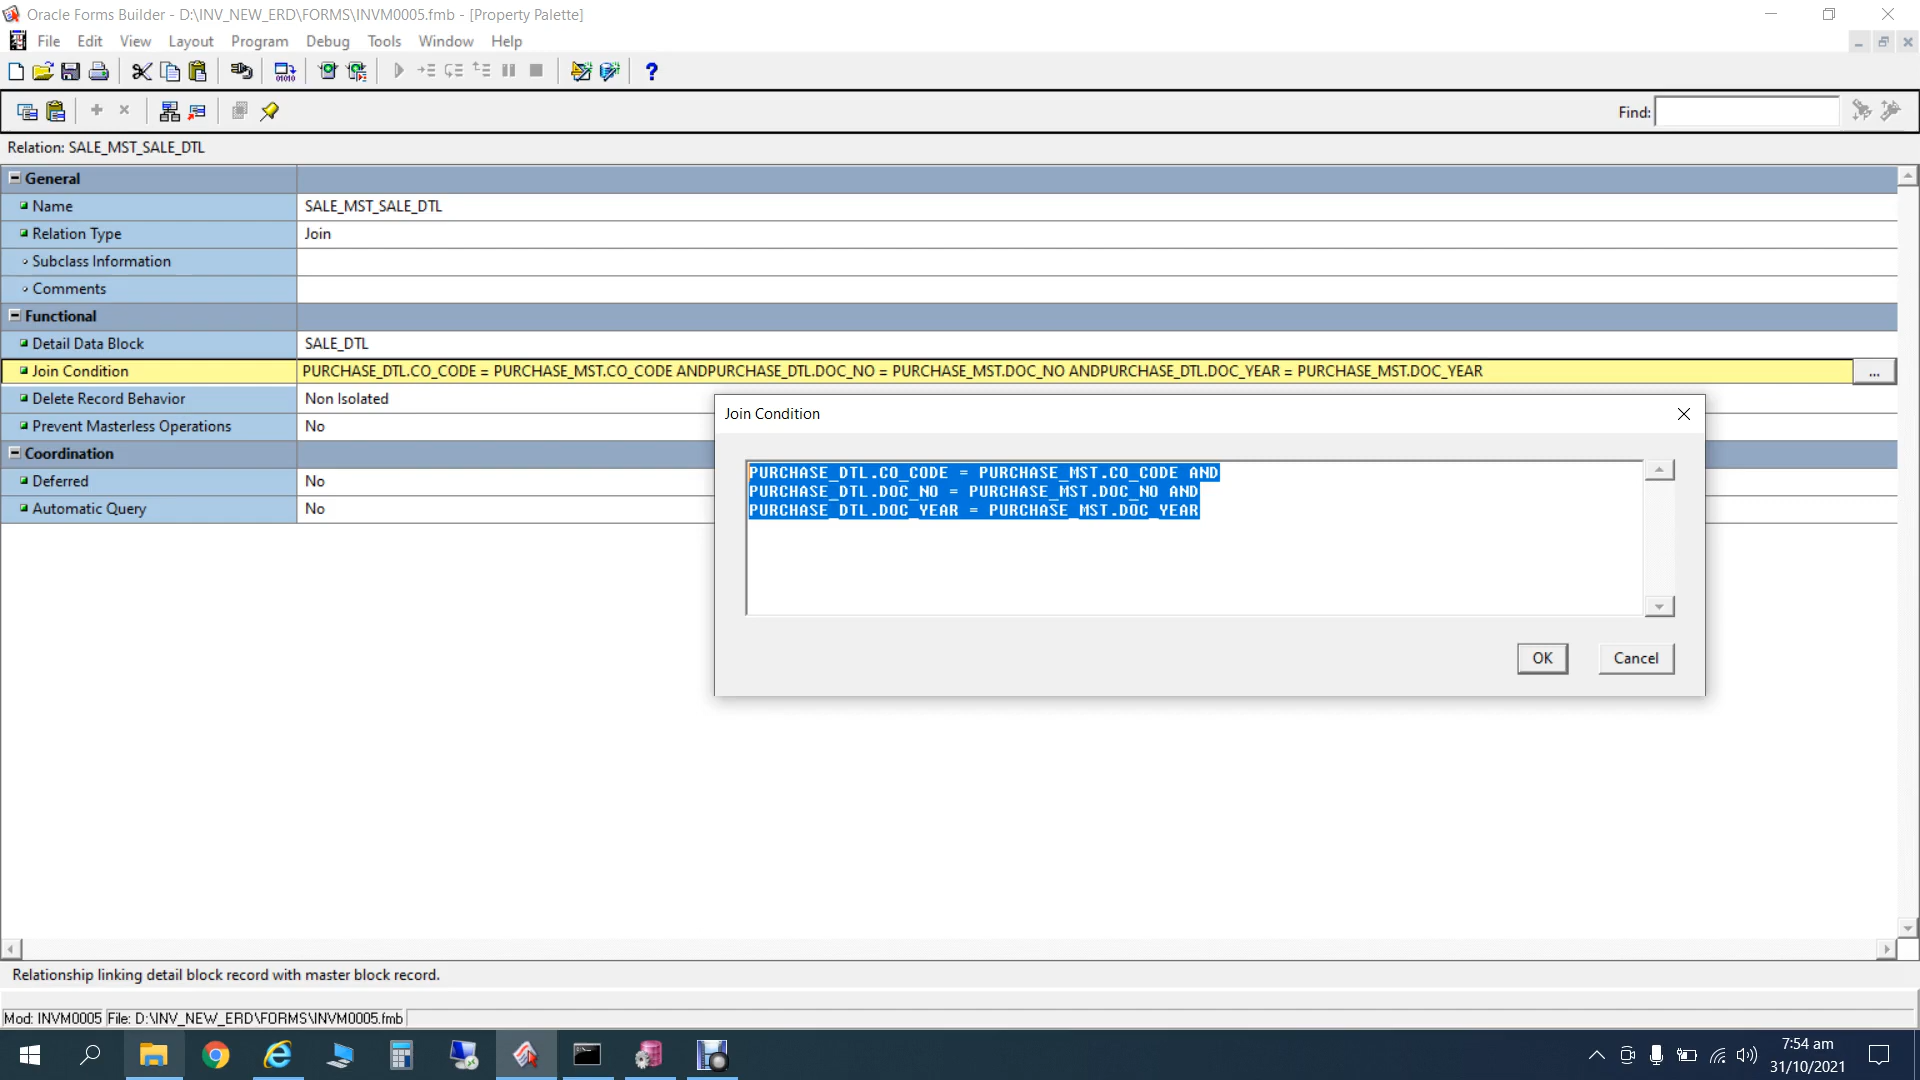 Oracle Forms Builder - D:\INV_NEW_ERD\FORMS\INVM0005.fmb - [Property Palette]
File Edit View Layout Program Debug Tools Window Help
Find:
Relation: SALE_MST_SALE_DTL
General
Name SALE_MST_SALE_DTL
Relation Type Join
Subclass Information
Comments
Functional
Detail Data Block SALE_DTL
Join Condition PURCHASE_DTL.CO_CODE = PURCHASE_MST.CO_CODE ANDPURCHASE_DTL.DOC_NO = PURCHASE_MST.DOC_NO ANDPURCHASE_DTL.DOC_YEAR = PURCHASE_MST.DOC_YEAR ...
Delete Record Behavior Non Isolated
Prevent Masterless Operations No
Coordination
Deferred No
Automatic Query No
Join Condition
PURCHASE_DTL.CO_CODE = PURCHASE_MST.CO_CODE AND
PURCHASE_DTL.DOC_NO = PURCHASE_MST.DOC_NO AND
PURCHASE_DTL.DOC_YEAR = PURCHASE_MST.DOC_YEAR
OK Cancel
Relationship linking detail block record with master block record.
Mod: INVM0005 File: D:\INV_NEW_ERD\FORMS\INVM0005.fmb
7:54 am
31/10/2021